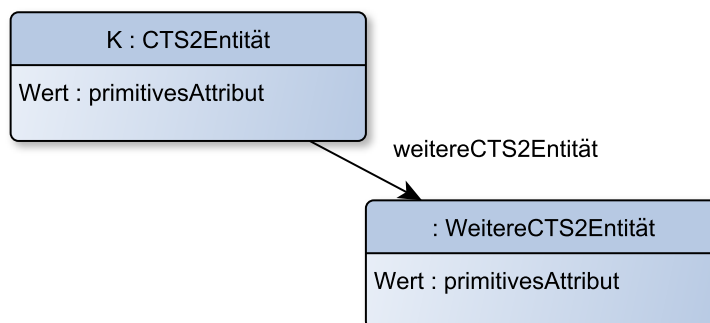 K : CTS2Entität
Wert : primitivesAttribut
weitereCTS2Entität
: WeitereCTS2Entität
Wert : primitivesAttribut